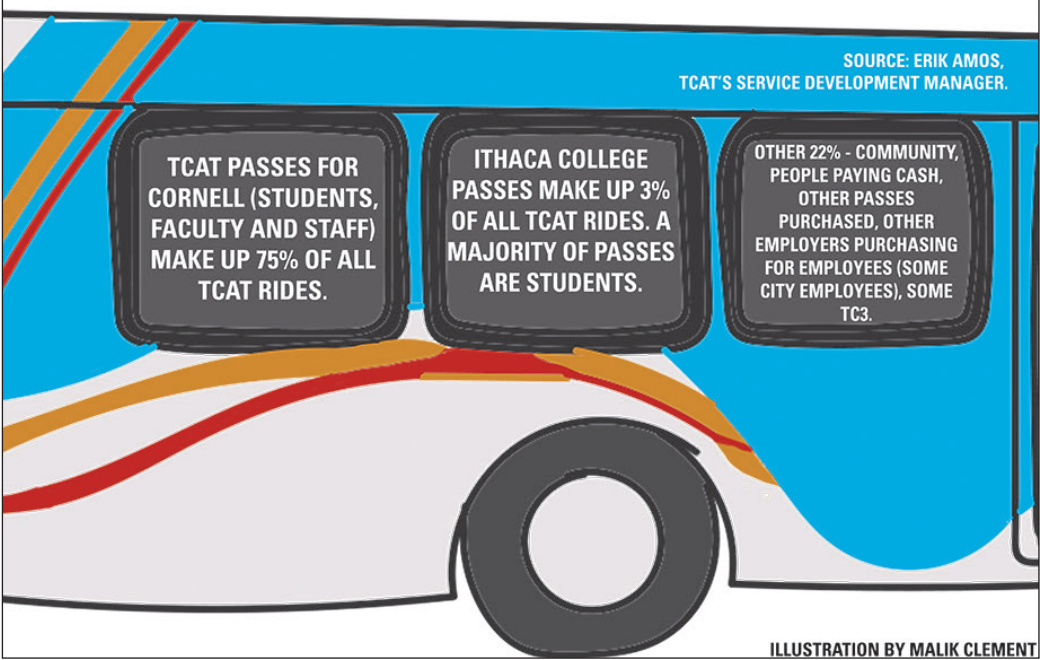 SOURCE: ERIK AMOS,
TCAT'S SERVICE DEVELOPMENT MANAGER.
TCAT PASSES FOR
CORNELL (STUDENTS,
FACULTY AND STAFF)
MAKE UP 75% OF ALL
TCAT RIDES.
ITHACA COLLEGE
PASSES MAKE UP 3%
OF ALL TCAT RIDES. A
MAJORITY OF PASSES
ARE STUDENTS.
OTHER 22% - COMMUNITY,
PEOPLE PAYING CASH,
OTHER PASSES
PURCHASED, OTHER
EMPLOYERS PURCHASING
FOR EMPLOYEES (SOME
CITY EMPLOYEES), SOME
TC3.
ILLUSTRATION BY MALIK CLEMENT